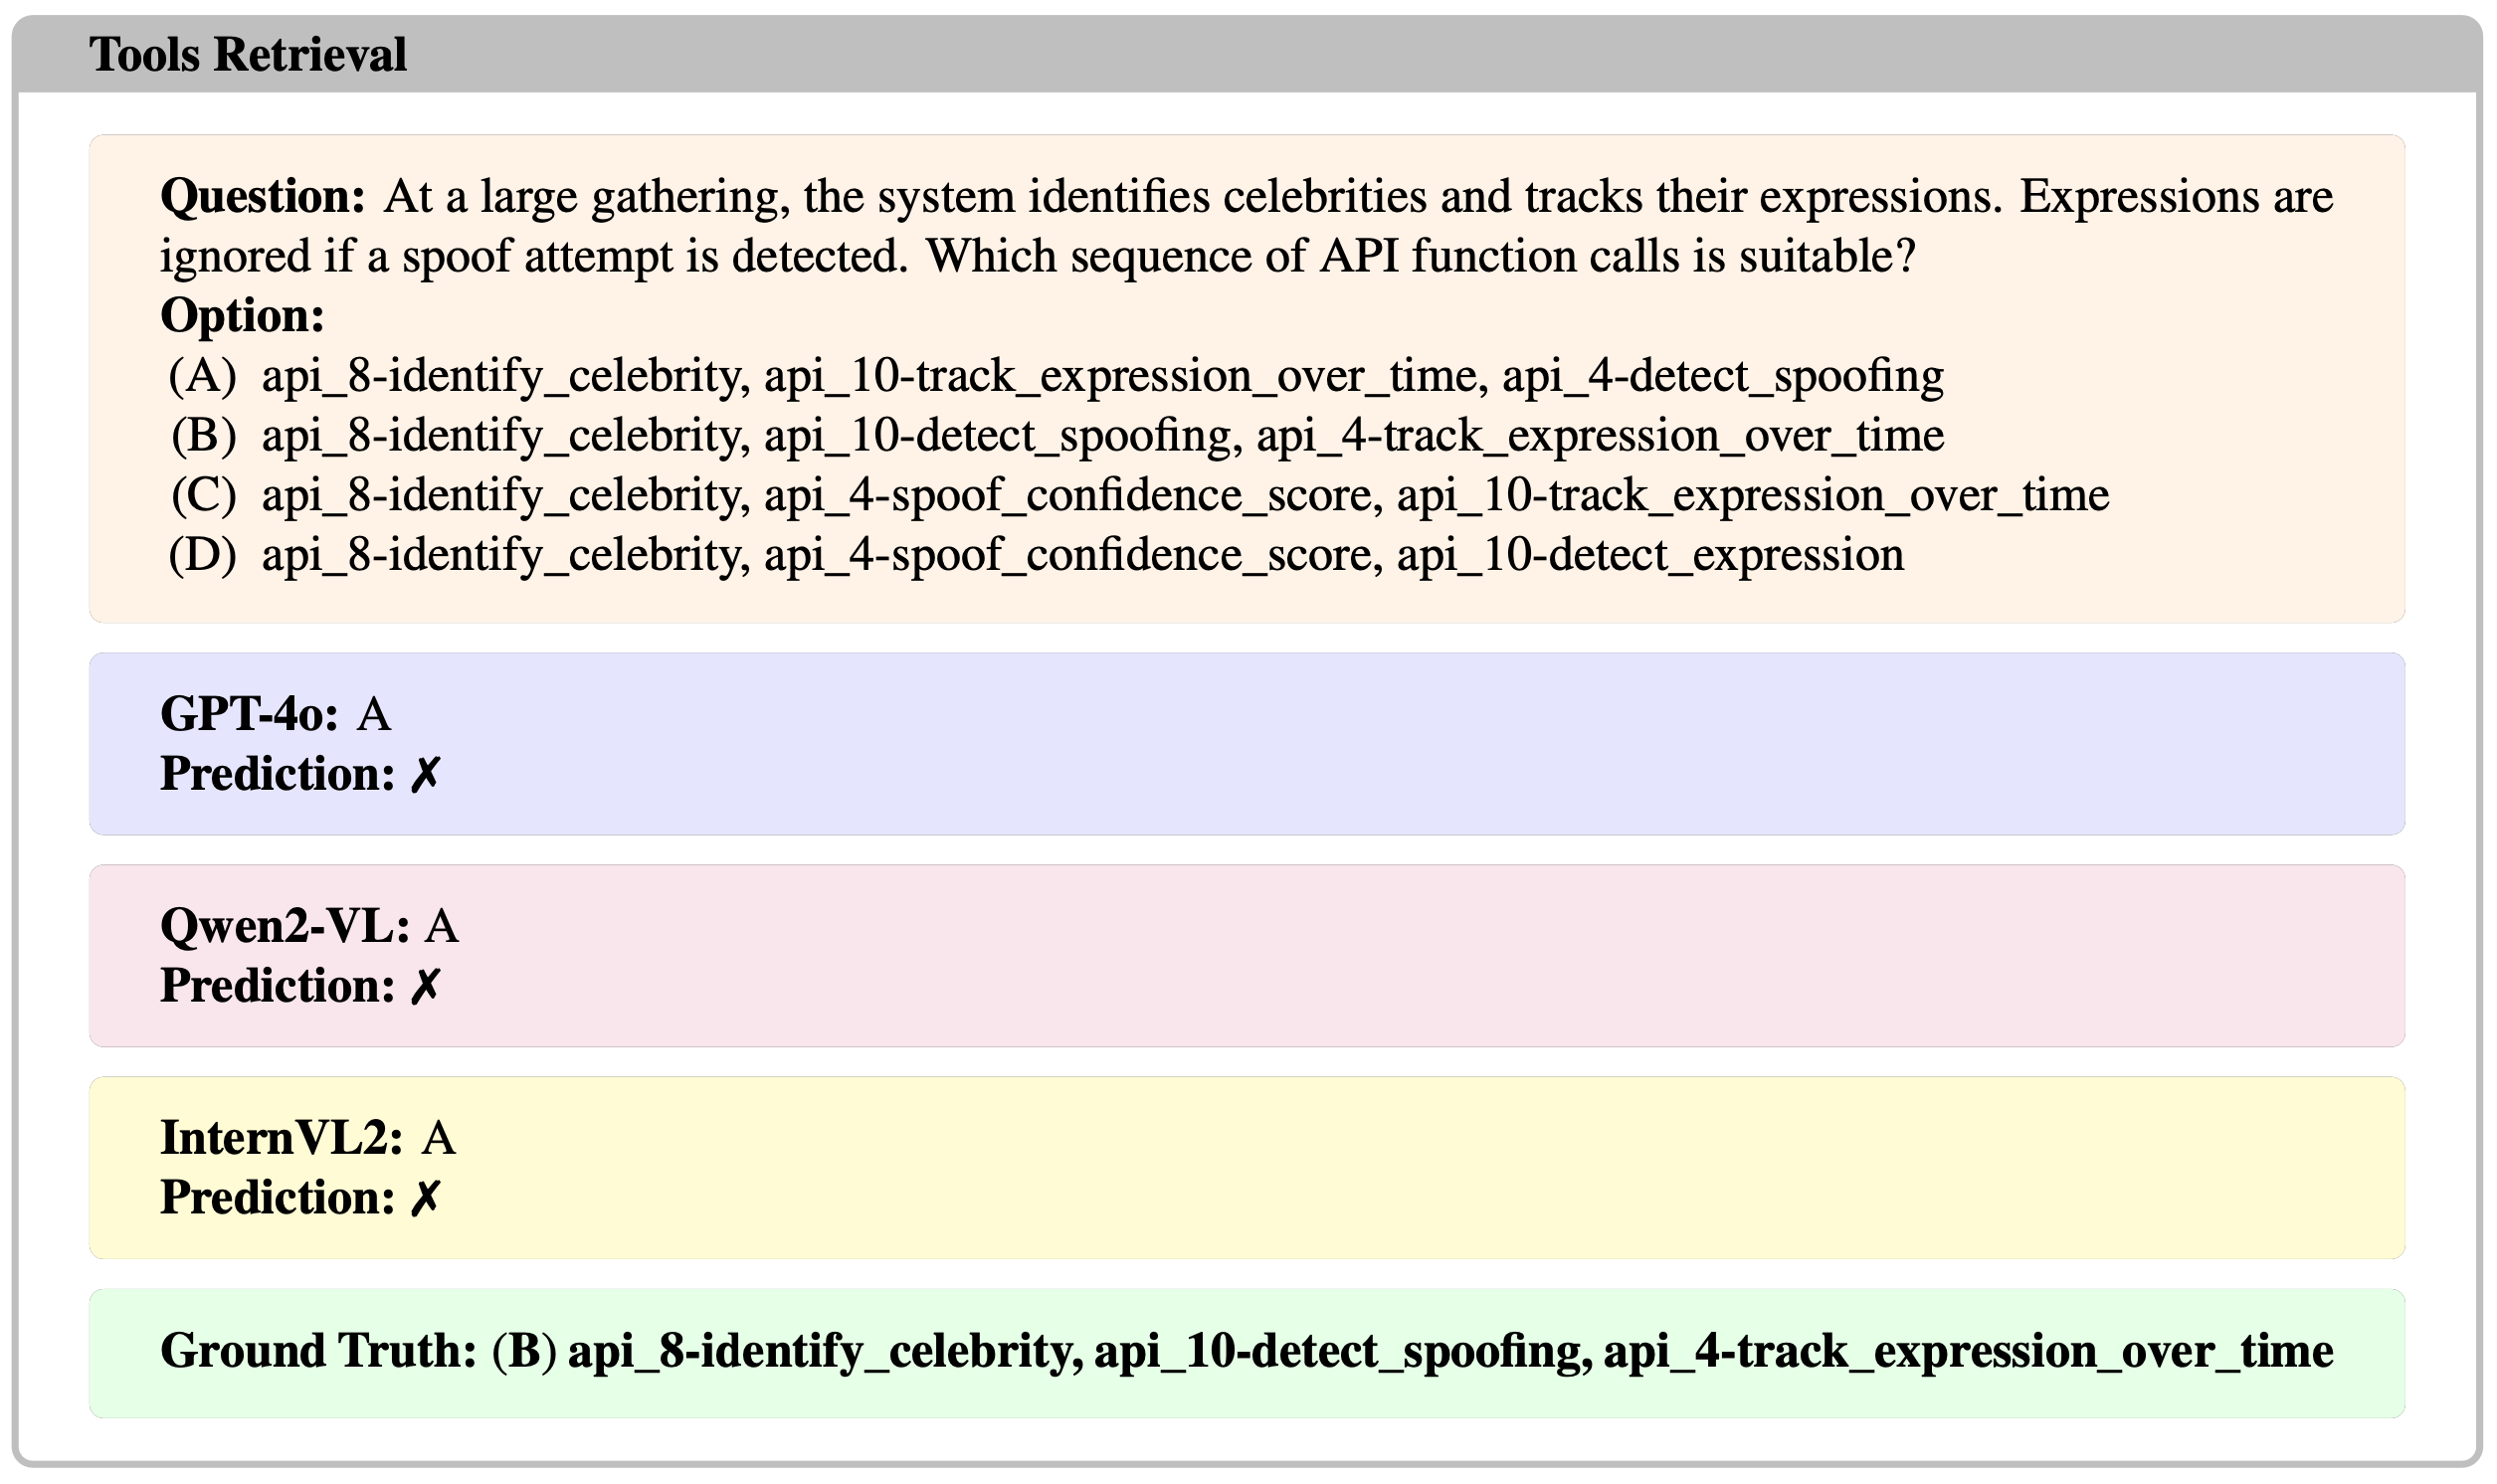 Tools Retrieval
Question: At a large gathering, the system identifies celebrities and tracks their expressions. Expressions are
ignored if a spoof attempt is detected. Which sequence of API function calls is suitable?
Option:
(A) api_8-identify_celebrity, api_10-track_expression_over_time, api_4-detect_spoofing
(B) api_8-identify_celebrity, api_10-detect_spoofing, api_4-track_expression_over_time
(C) api_8-identify_celebrity, api_4-spoof_confidence_score, api_10-track_expression_over_time
(D) api_8-identify_celebrity, api_4-spoof_confidence_score, api_10-detect_expression
GPT-4o: A
Prediction: ✗
Qwen2-VL: A
Prediction: ✗
InternVL2: A
Prediction: ✗
Ground Truth: (B) api_8-identify_celebrity, api_10-detect_spoofing, api_4-track_expression_over_time